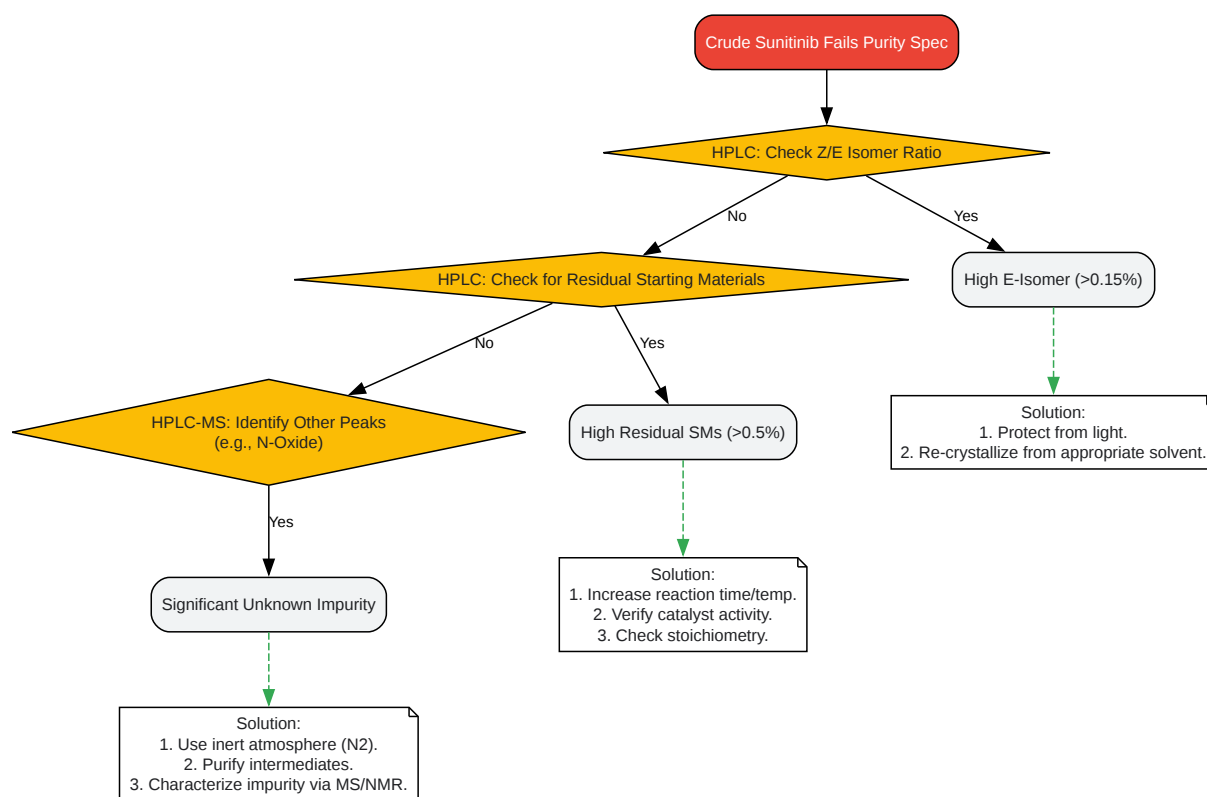 Crude Sunitinib Fails Purity Spec
HPLC: Check Z/E Isomer Ratio
No
Yes
HPLC: Check for Residual Starting Materials
High E-Isomer (>0.15%)
No
Yes
Solution:
1. Protect from light.
2. Re-crystallize from appropriate solvent.
HPLC-MS: Identify Other Peaks
(e.g., N-Oxide)
High Residual SMs (>0.5%)
Yes
Solution:
1. Increase reaction time/temp.
2. Verify catalyst activity.
3. Check stoichiometry.
Significant Unknown Impurity
Solution:
1. Use inert atmosphere (N2).
2. Purify intermediates.
3. Characterize impurity via MS/NMR.